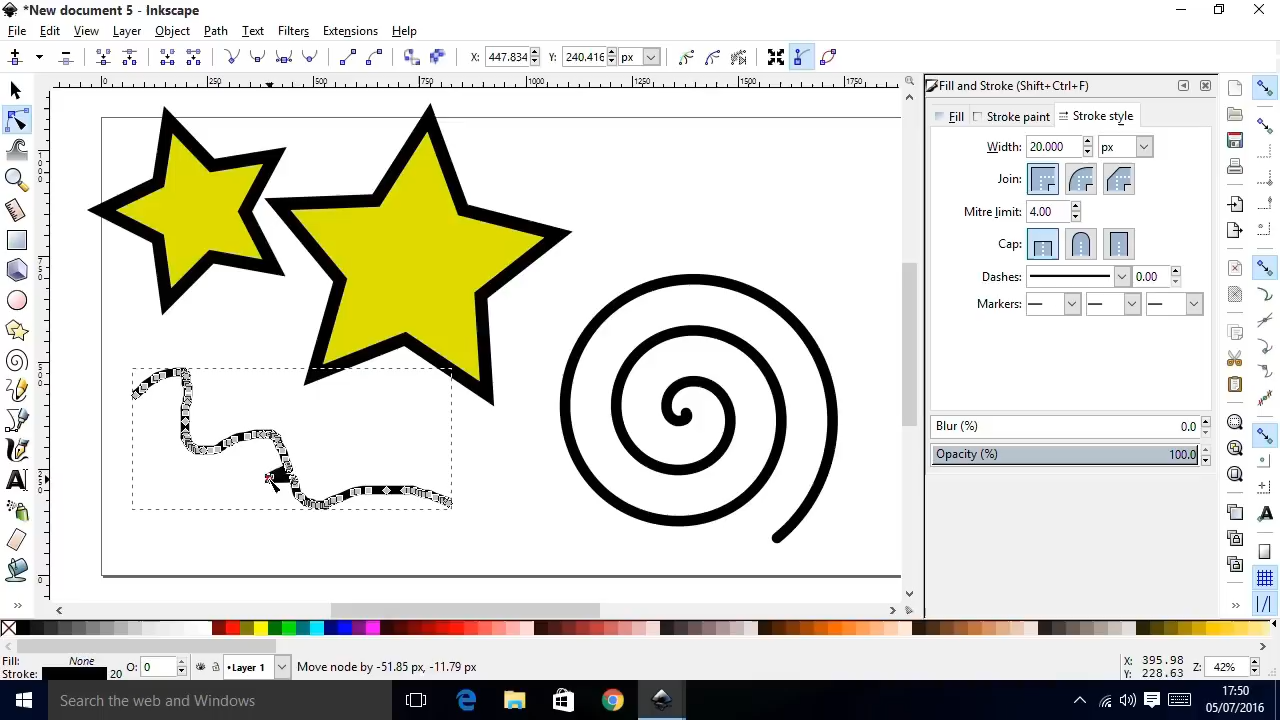 *New document 5 - Inkscape
File Edit View Layer Object Path Text Filters Extensions Help
X: 447.834 Y: 240.416 px
0 250 500 750 1000 1250 1500 1750
Fill and Stroke (Shift+Ctrl+F)
Fill Stroke paint Stroke style
Width: 20.000 px
Join:
Mitre limit: 4.00
Cap:
Dashes: 0.00
Markers:
Blur (%) 0.0
Opacity (%) 100.0
Fill: None
Stroke: 20 O: 0 •Layer 1 Move node by -51.85 px, -11.79 px
X: 395.98
Y: 228.63
Z: 42%
Search the web and Windows
17:50
05/07/2016